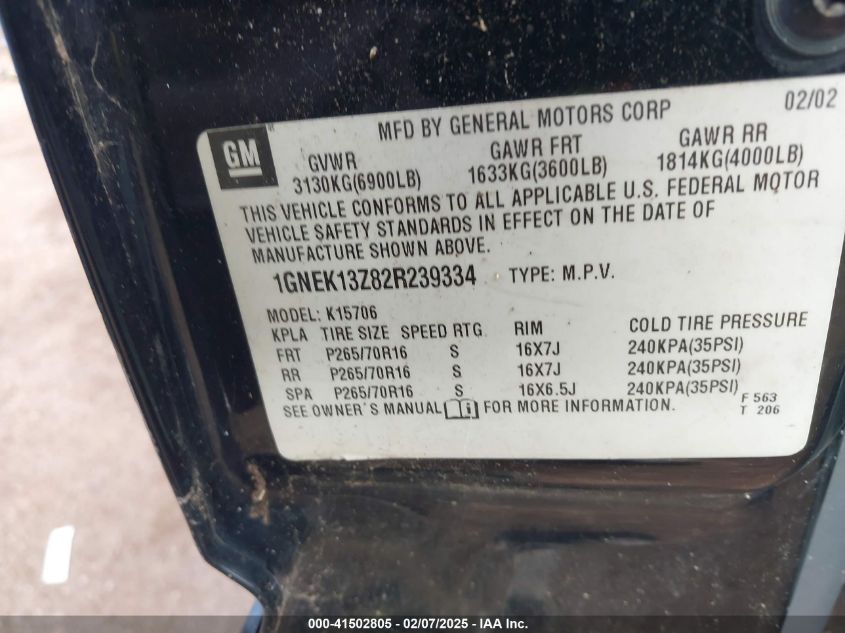 02/02
MFD BY GENERAL MOTORS CORP
GM
GVWR GAWR FRT GAWR RR
3130KG(6900LB) 1633KG(3600LB) 1814KG(4000LB)
THIS VEHICLE CONFORMS TO ALL APPLICABLE U.S. FEDERAL MOTOR
VEHICLE SAFETY STANDARDS IN EFFECT ON THE DATE OF
MANUFACTURE SHOWN ABOVE.
1GNEK13Z82R239334 TYPE: M.P.V.
MODEL: K15706
KPLA TIRE SIZE SPEED RTG. RIM COLD TIRE PRESSURE
FRT P265/70R16 S 16X7J 240KPA(35PSI)
RR P265/70R16 S 16X7J 240KPA(35PSI)
SPA P265/70R16 S 16X6.5J 240KPA(35PSI)
SEE OWNER'S MANUAL i FOR MORE INFORMATION.
F 563
T 206
000-41502805 - 02/07/2025 - IAA Inc.